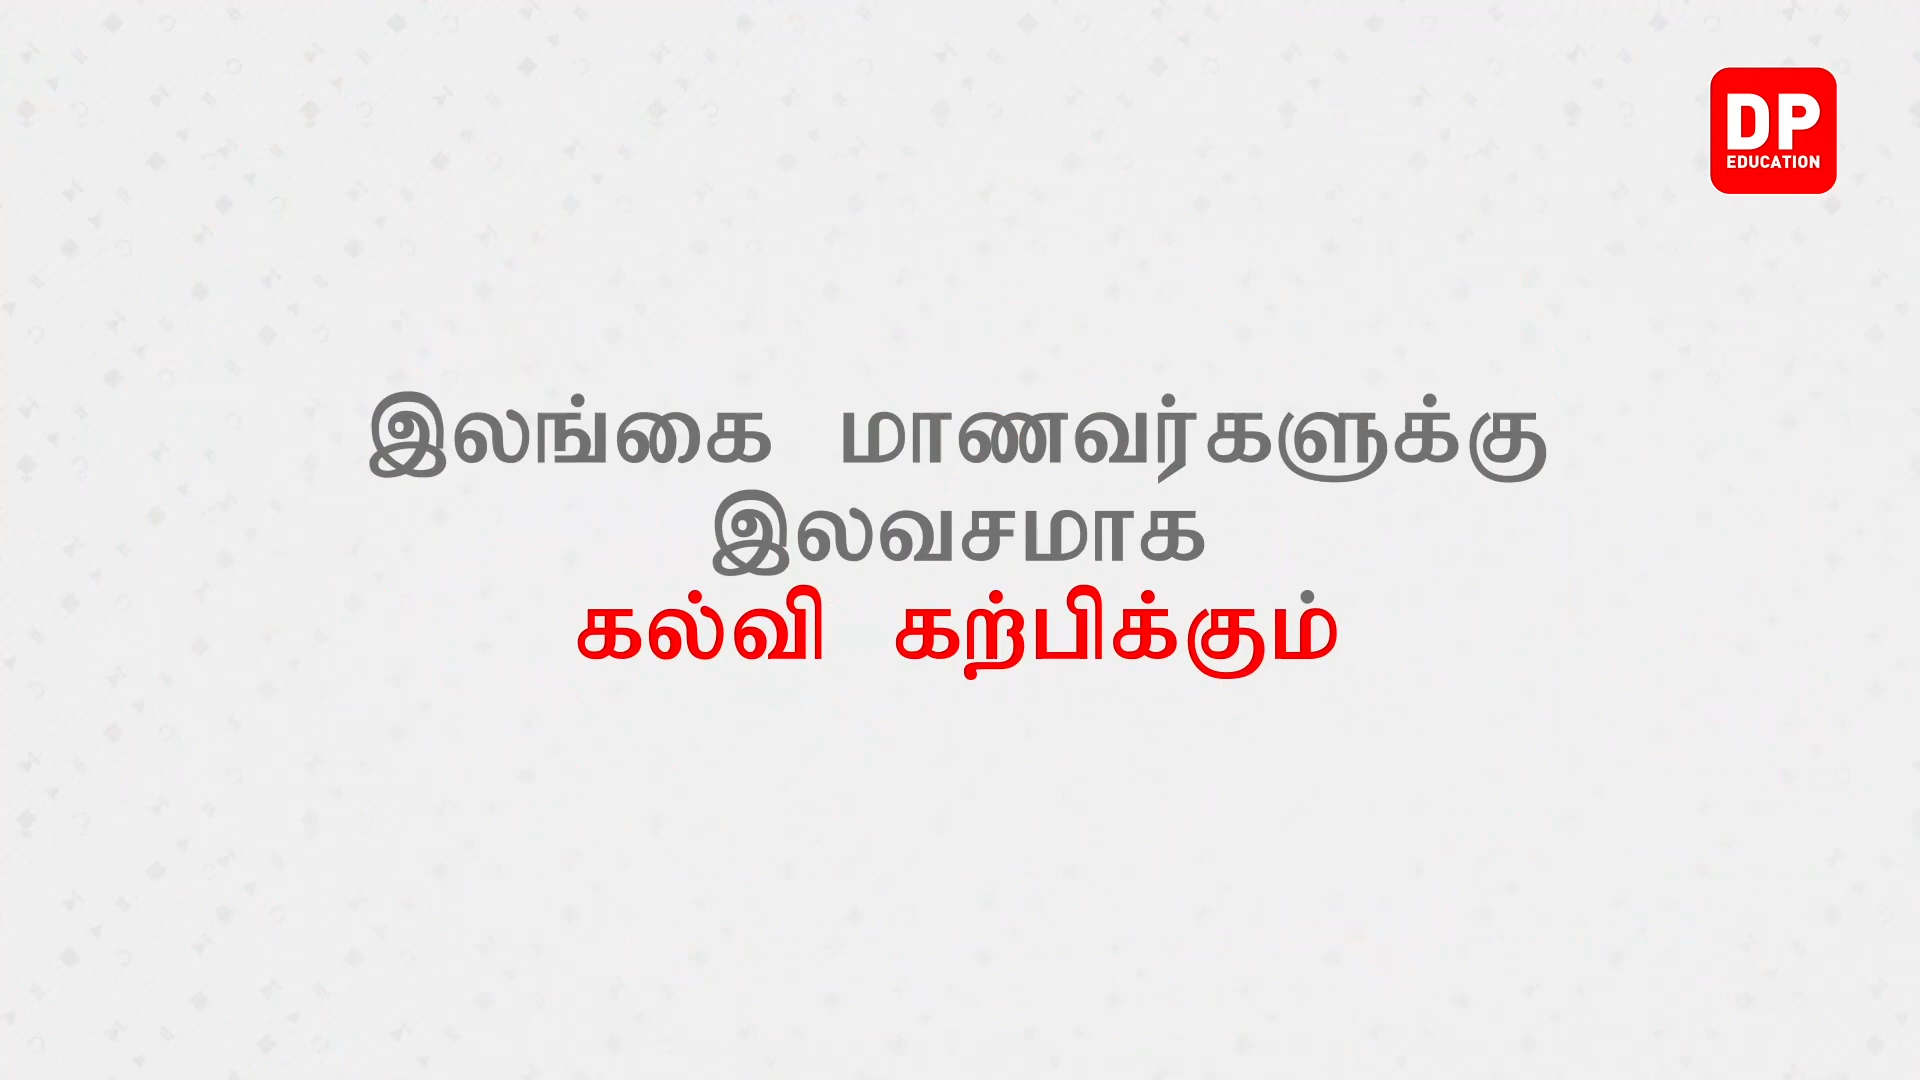 DP
EDUCATION
இலங்கை மாணவர்களுக்கு
இலவசமாக
கல்வி கற்பிக்கும்